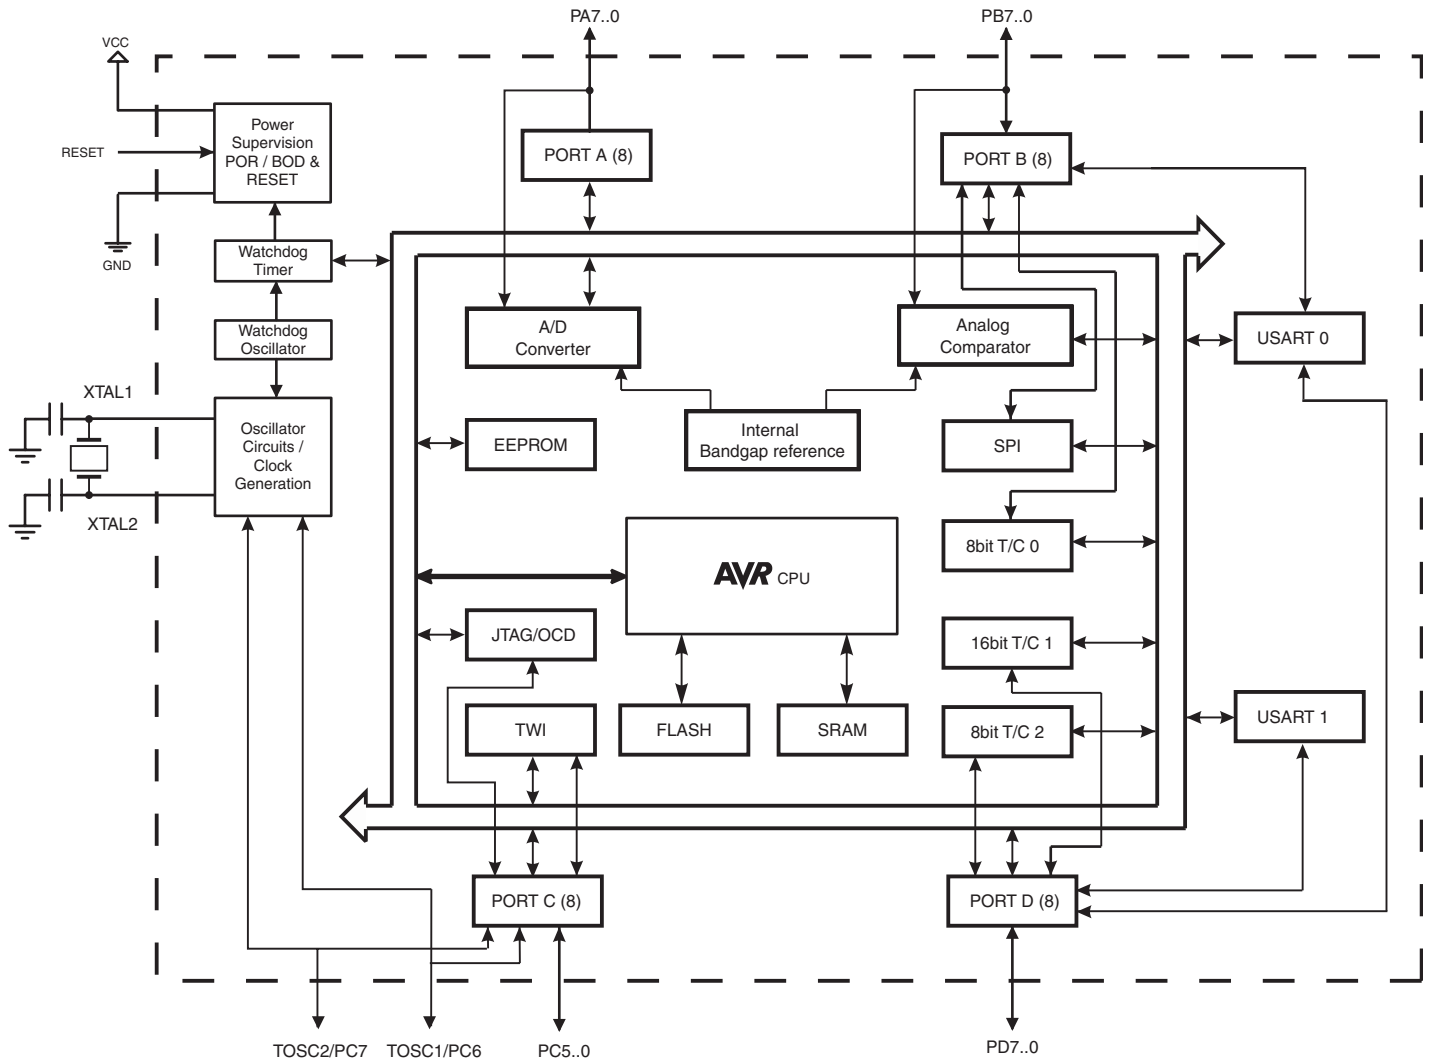 PA7..0
PB7..0
VCC
Power
Supervision
POR / BOD &
RESET
RESET
PORT A (8)
PORT B (8)
GND
Watchdog
Timer
Watchdog
Oscillator
A/D
Converter
Analog
Comparator
USART 0
XTAL1
Oscillator
Circuits /
Clock
Generation
XTAL2
EEPROM
Internal
Bandgap reference
SPI
8bit T/C 0
AVR CPU
JTAG/OCD
16bit T/C 1
TWI
FLASH
SRAM
8bit T/C 2
USART 1
PORT C (8)
PORT D (8)
TOSC2/PC7
TOSC1/PC6
PC5..0
PD7..0